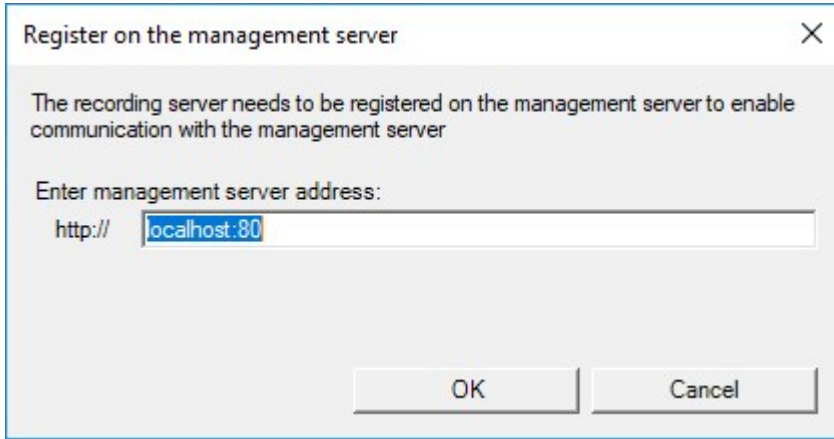 Register on the management server
The recording server needs to be registered on the management server to enable
communication with the management server
Enter management server address:
http:// localhost:80
OK Cancel